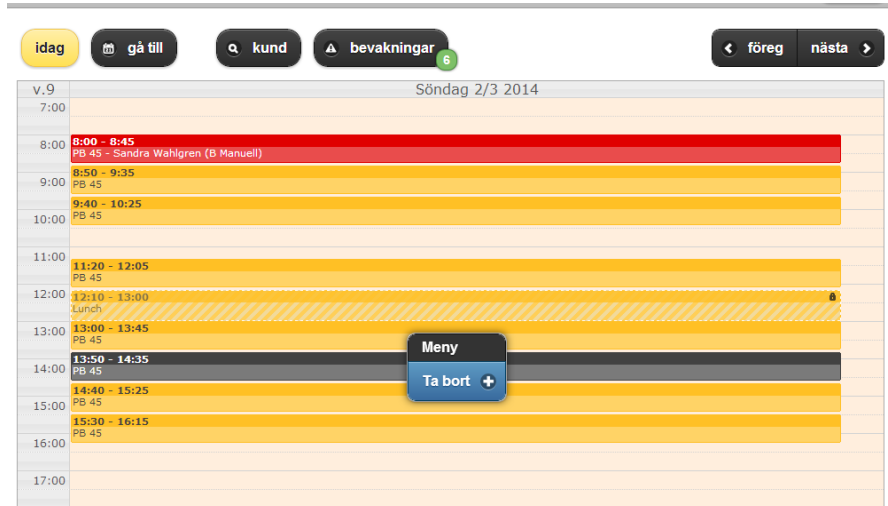 idag
gå till
kund
bevakningar
6
föreg
nästa
v.9
Söndag 2/3 2014
7:00
8:00
8:00 - 8:45
PB 45 - Sandra Wahlgren (B Manuell)
8:50 - 9:35
9:00
PB 45
9:40 - 10:25
10:00
PB 45
11:00
11:20 - 12:05
PB 45
12:00
12:10 - 13:00
Lunch
13:00
13:00 - 13:45
PB 45
Meny
13:50 - 14:35
14:00
PB 45
Ta bort
14:40 - 15:25
15:00
PB 45
15:30 - 16:15
PB 45
16:00
17:00